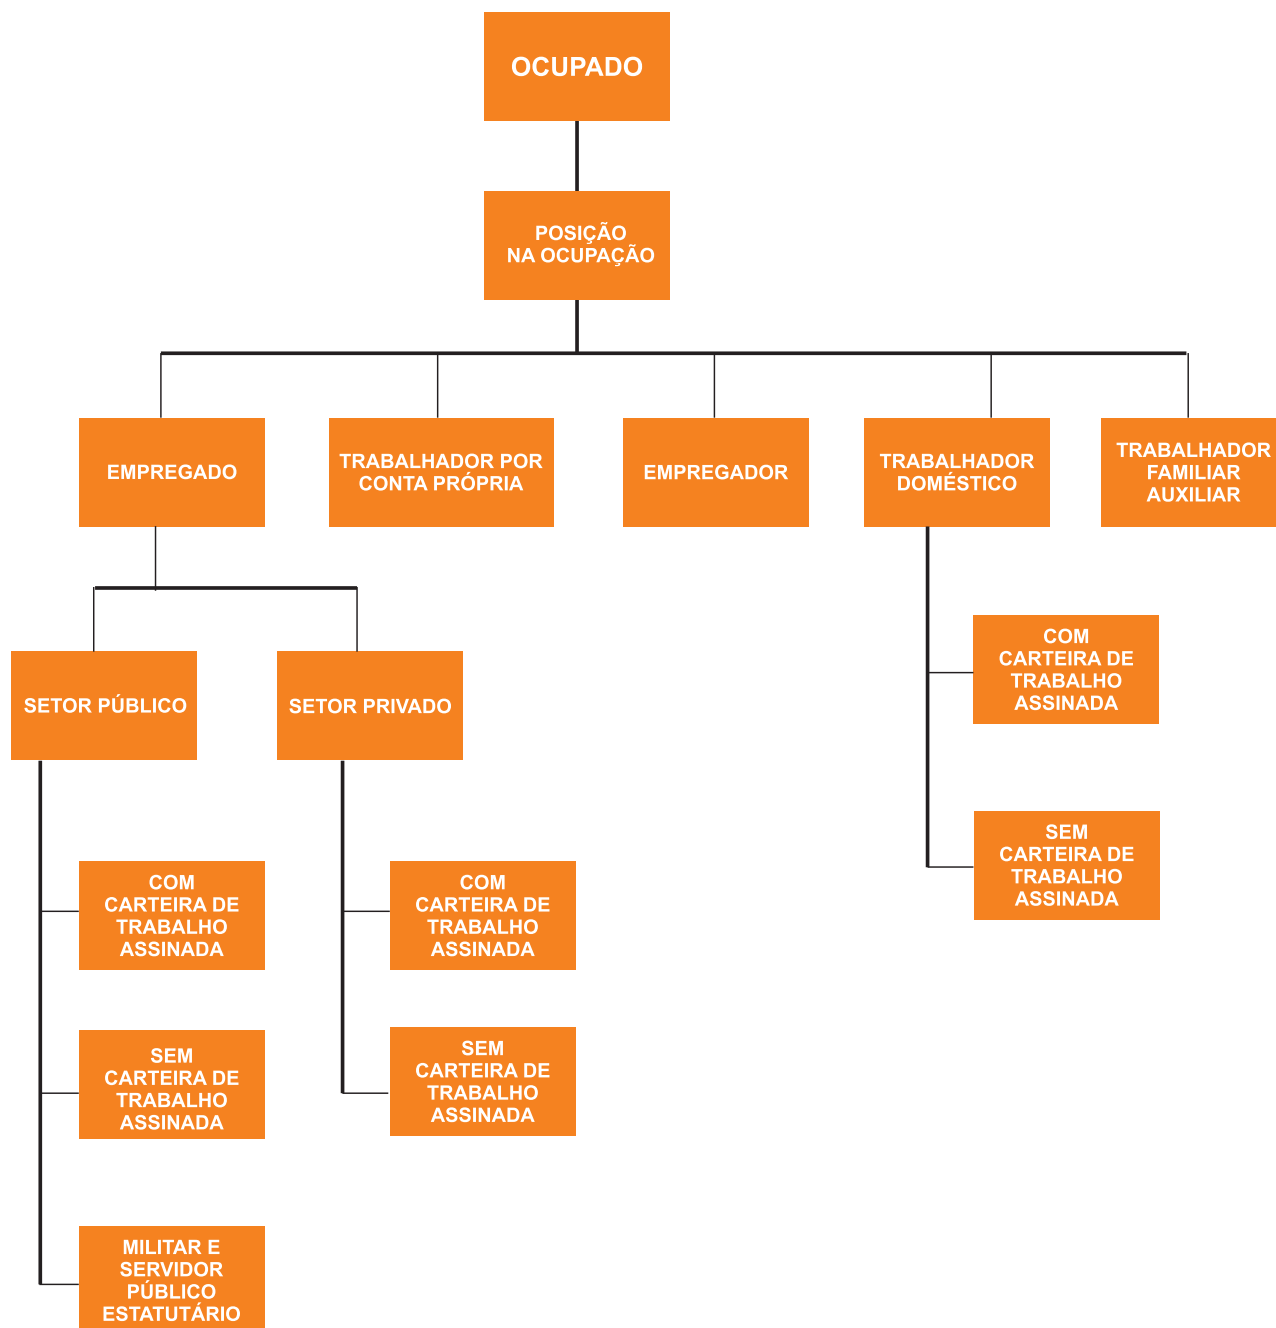 OCUPADO
POSIÇÃO
NA OCUPAÇÃO
EMPREGADO
TRABALHADOR POR
CONTA PRÓPRIA
EMPREGADOR
TRABALHADOR
DOMÉSTICO
TRABALHADOR
FAMILIAR
AUXILIAR
SETOR PÚBLICO
SETOR PRIVADO
COM
CARTEIRA DE
TRABALHO
ASSINADA
SEM
CARTEIRA DE
TRABALHO
ASSINADA
COM
CARTEIRA DE
TRABALHO
ASSINADA
SEM
CARTEIRA DE
TRABALHO
ASSINADA
MILITAR E
SERVIDOR
PÚBLICO
ESTATUTÁRIO
COM
CARTEIRA DE
TRABALHO
ASSINADA
SEM
CARTEIRA DE
TRABALHO
ASSINADA